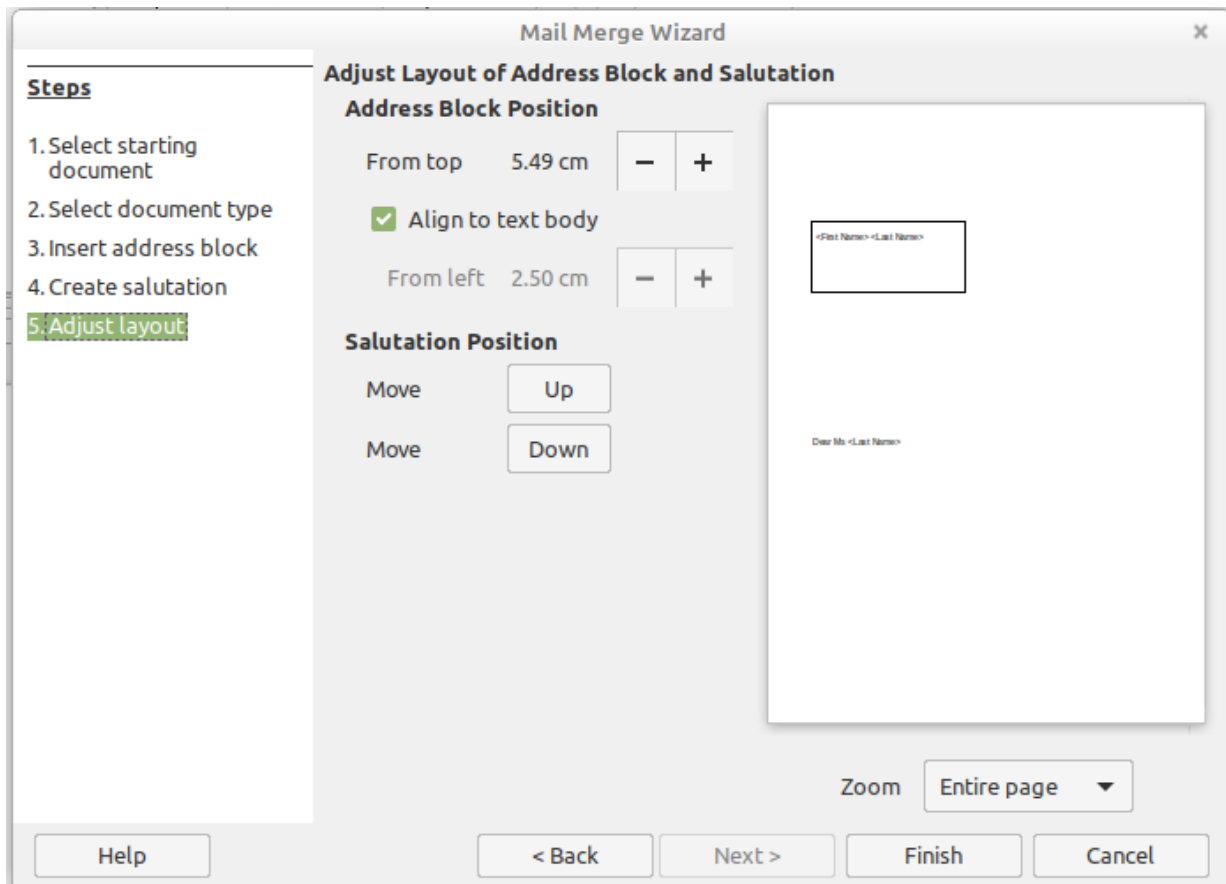 Mail Merge Wizard
Steps
1. Select starting
document
2. Select document type
3. Insert address block
4. Create salutation
5. Adjust layout
Adjust Layout of Address Block and Salutation
Address Block Position
From top 5.49 cm − +
Align to text body
From left 2.50 cm − +
Salutation Position
Move Up
Move Down
<First Name> <Last Name>
Dear Ms <Last Name>
Zoom Entire page
Help < Back Next > Finish Cancel